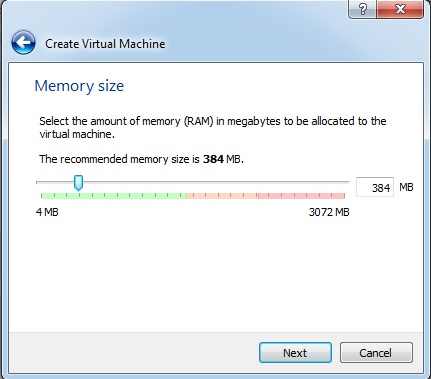 ?
Create Virtual Machine
Memory size
Select the amount of memory (RAM) in megabytes to be allocated to the
virtual machine.
The recommended memory size is 384 MB.
384 MB
4 MB 3072 MB
Next Cancel